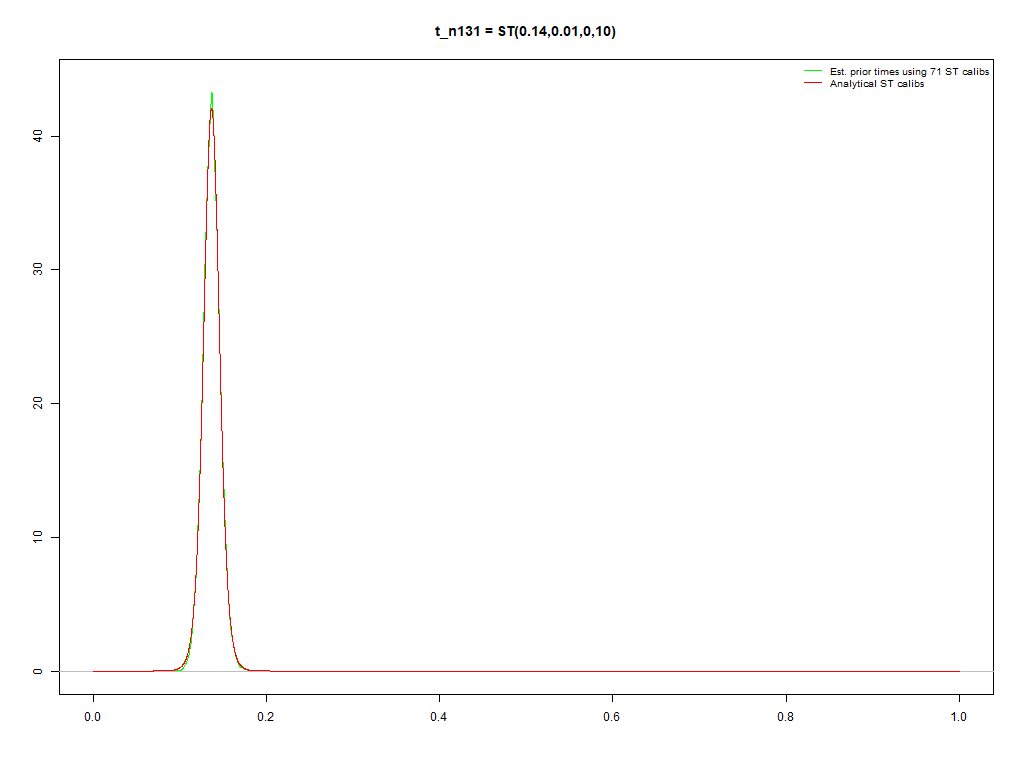 t_n131 = ST(0.14,0.01,0,10)
Est. prior times using 71 ST calibs
Analytical ST calibs
40
30
20
10
0
0.0 0.2 0.4 0.6 0.8 1.0